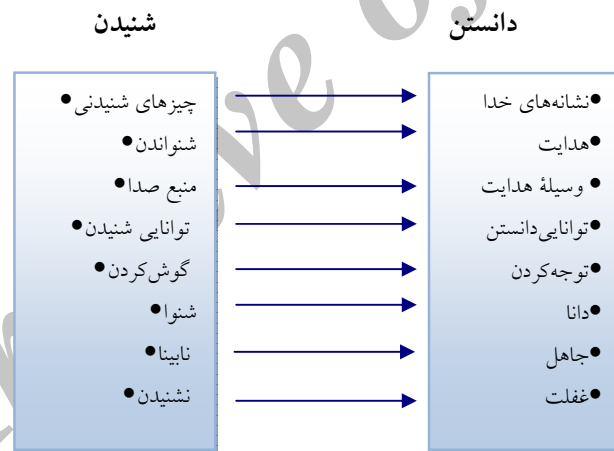 دانستن
شنیدن
•نشانه‌های خدا
•هدایت
• وسیلهٔ هدایت
•توانایی‌دانستن
•توجه‌کردن
•دانا
•جاهل
•غفلت
چیزهای شنیدنی•
شنواندن•
منبع صدا•
توانایی شنیدن•
گوش‌کردن•
شنوا•
نابینا•
نشنیدن•